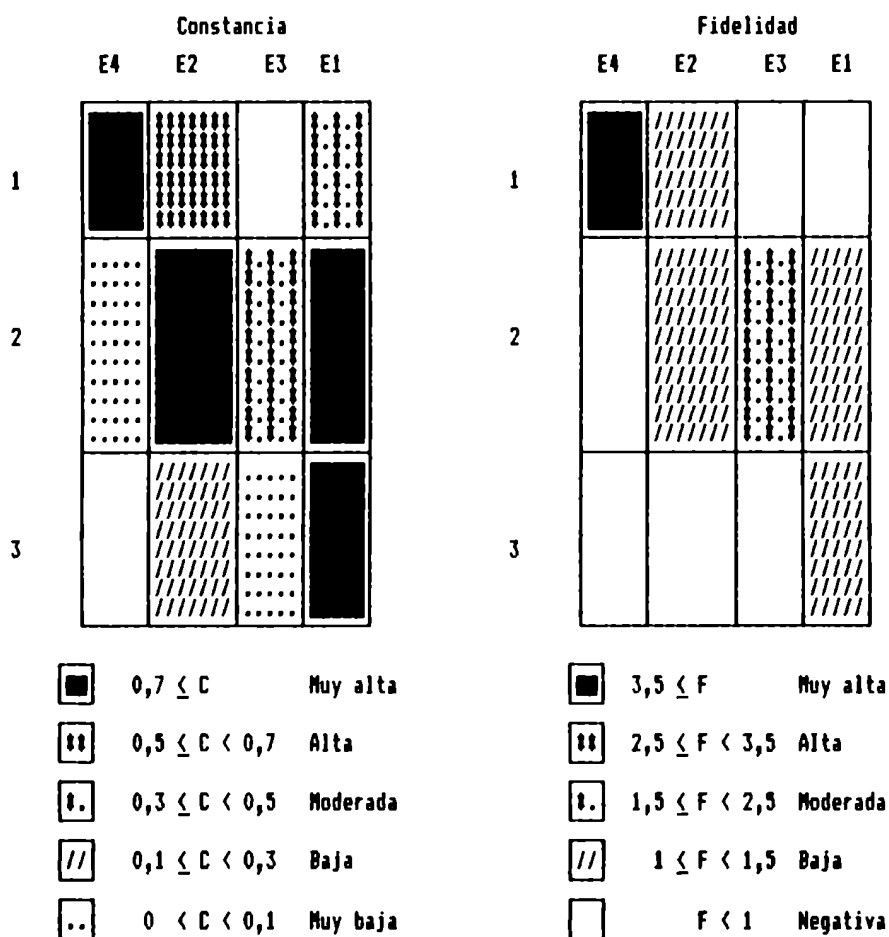 Constancia
E4 E2 E3 E1
1
2
3
0,7 ≤ C Muy alta
0,5 ≤ C < 0,7 Alta
0,3 ≤ C < 0,5 Moderada
0,1 ≤ C < 0,3 Baja
0 < C < 0,1 Muy baja
Fidelidad
E4 E2 E3 E1
1
2
3
3,5 ≤ F Muy alta
2,5 ≤ F < 3,5 Alta
1,5 ≤ F < 2,5 Moderada
1 ≤ F < 1,5 Baja
F < 1 Negativa